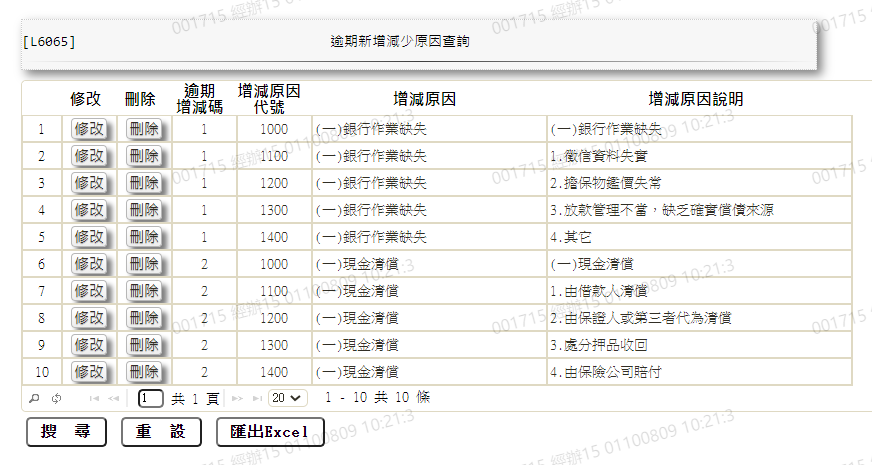 [L6065] 逾期新增減少原因查詢
修改 刪除 逾期增減碼 增減原因代號 增減原因 增減原因說明
1 修改 刪除 1 1000 (一)銀行作業缺失 (一)銀行作業缺失
2 修改 刪除 1 1100 (一)銀行作業缺失 1.徵信資料失實
3 修改 刪除 1 1200 (一)銀行作業缺失 2.擔保物鑑價失常
4 修改 刪除 1 1300 (一)銀行作業缺失 3.放款管理不當，缺乏確實償債來源
5 修改 刪除 1 1400 (一)銀行作業缺失 4.其它
6 修改 刪除 2 1000 (一)現金清償 (一)現金清償
7 修改 刪除 2 1100 (一)現金清償 1.由借款人清償
8 修改 刪除 2 1200 (一)現金清償 2.由保證人或第三者代為清償
9 修改 刪除 2 1300 (一)現金清償 3.處分押品收回
10 修改 刪除 2 1400 (一)現金清償 4.由保險公司賠付
1 共 1 頁 20 1 - 10 共 10 條
搜 尋 重 設 匯出Excel
001715 經辦15 01100809 10:21:3